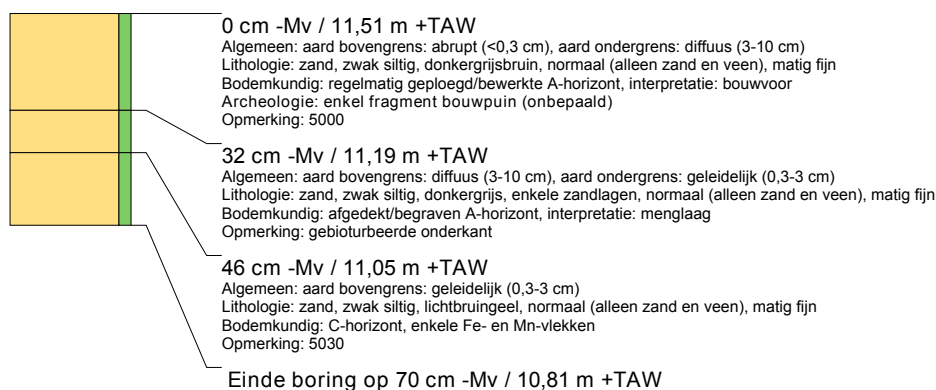 0 cm -Mv / 11,51 m +TAW
Algemeen: aard bovengrens: abrupt (<0,3 cm), aard ondergrens: diffuus (3-10 cm)
Lithologie: zand, zwak siltig, donkergrijsbruin, normaal (alleen zand en veen), matig fijn
Bodemkundig: regelmatig geploegd/bewerkte A-horizont, interpretatie: bouwvoor
Archeologie: enkel fragment bouwpuin (onbepaald)
Opmerking: 5000
32 cm -Mv / 11,19 m +TAW
Algemeen: aard bovengrens: diffuus (3-10 cm), aard ondergrens: geleidelijk (0,3-3 cm)
Lithologie: zand, zwak siltig, donkergrijs, enkele zandlagen, normaal (alleen zand en veen), matig fijn
Bodemkundig: afgedekt/begraven A-horizont, interpretatie: menglaag
Opmerking: gebioturbeerde onderkant
46 cm -Mv / 11,05 m +TAW
Algemeen: aard bovengrens: geleidelijk (0,3-3 cm)
Lithologie: zand, zwak siltig, lichtbruingeel, normaal (alleen zand en veen), matig fijn
Bodemkundig: C-horizont, enkele Fe- en Mn-vlekken
Opmerking: 5030
Einde boring op 70 cm -Mv / 10,81 m +TAW